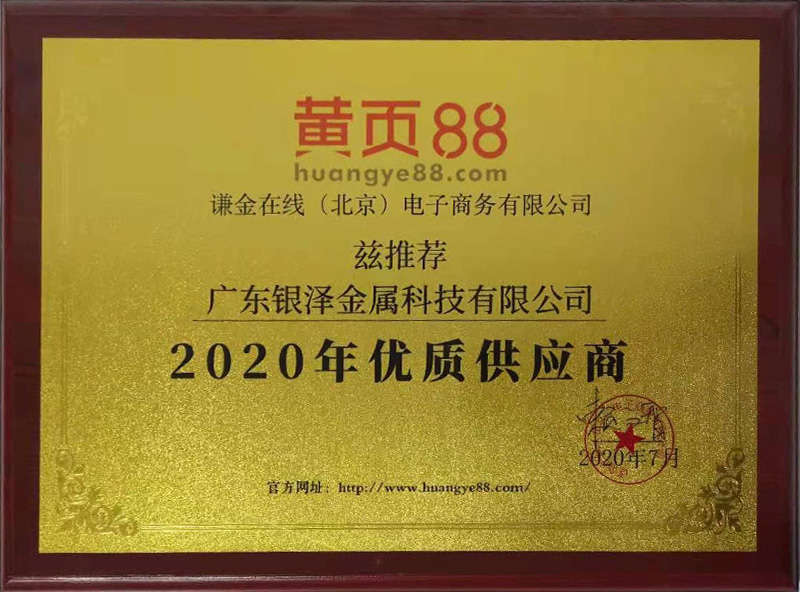 黄页88
huangye88.com
谦金在线（北京）电子商务有限公司
兹推荐
广东银泽金属科技有限公司
2020年优质供应商
2020年7月
官方网址：http://www.huangye88.com/